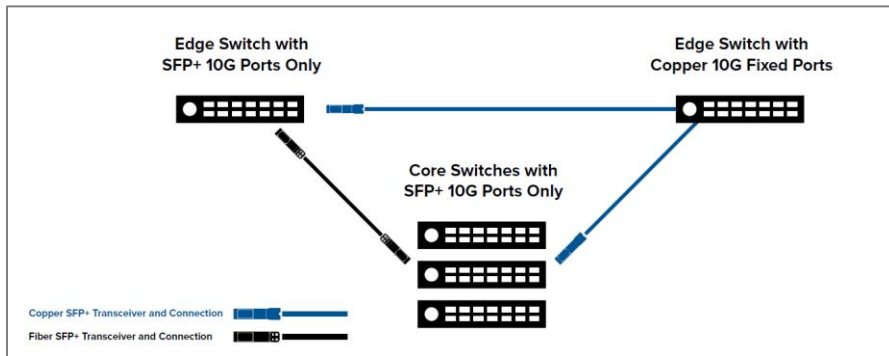 Edge Switch with
SFP+ 10G Ports Only
Edge Switch with
Copper 10G Fixed Ports
Core Switches with
SFP+ 10G Ports Only
Copper SFP+ Transceiver and Connection
Fiber SFP+ Transceiver and Connection